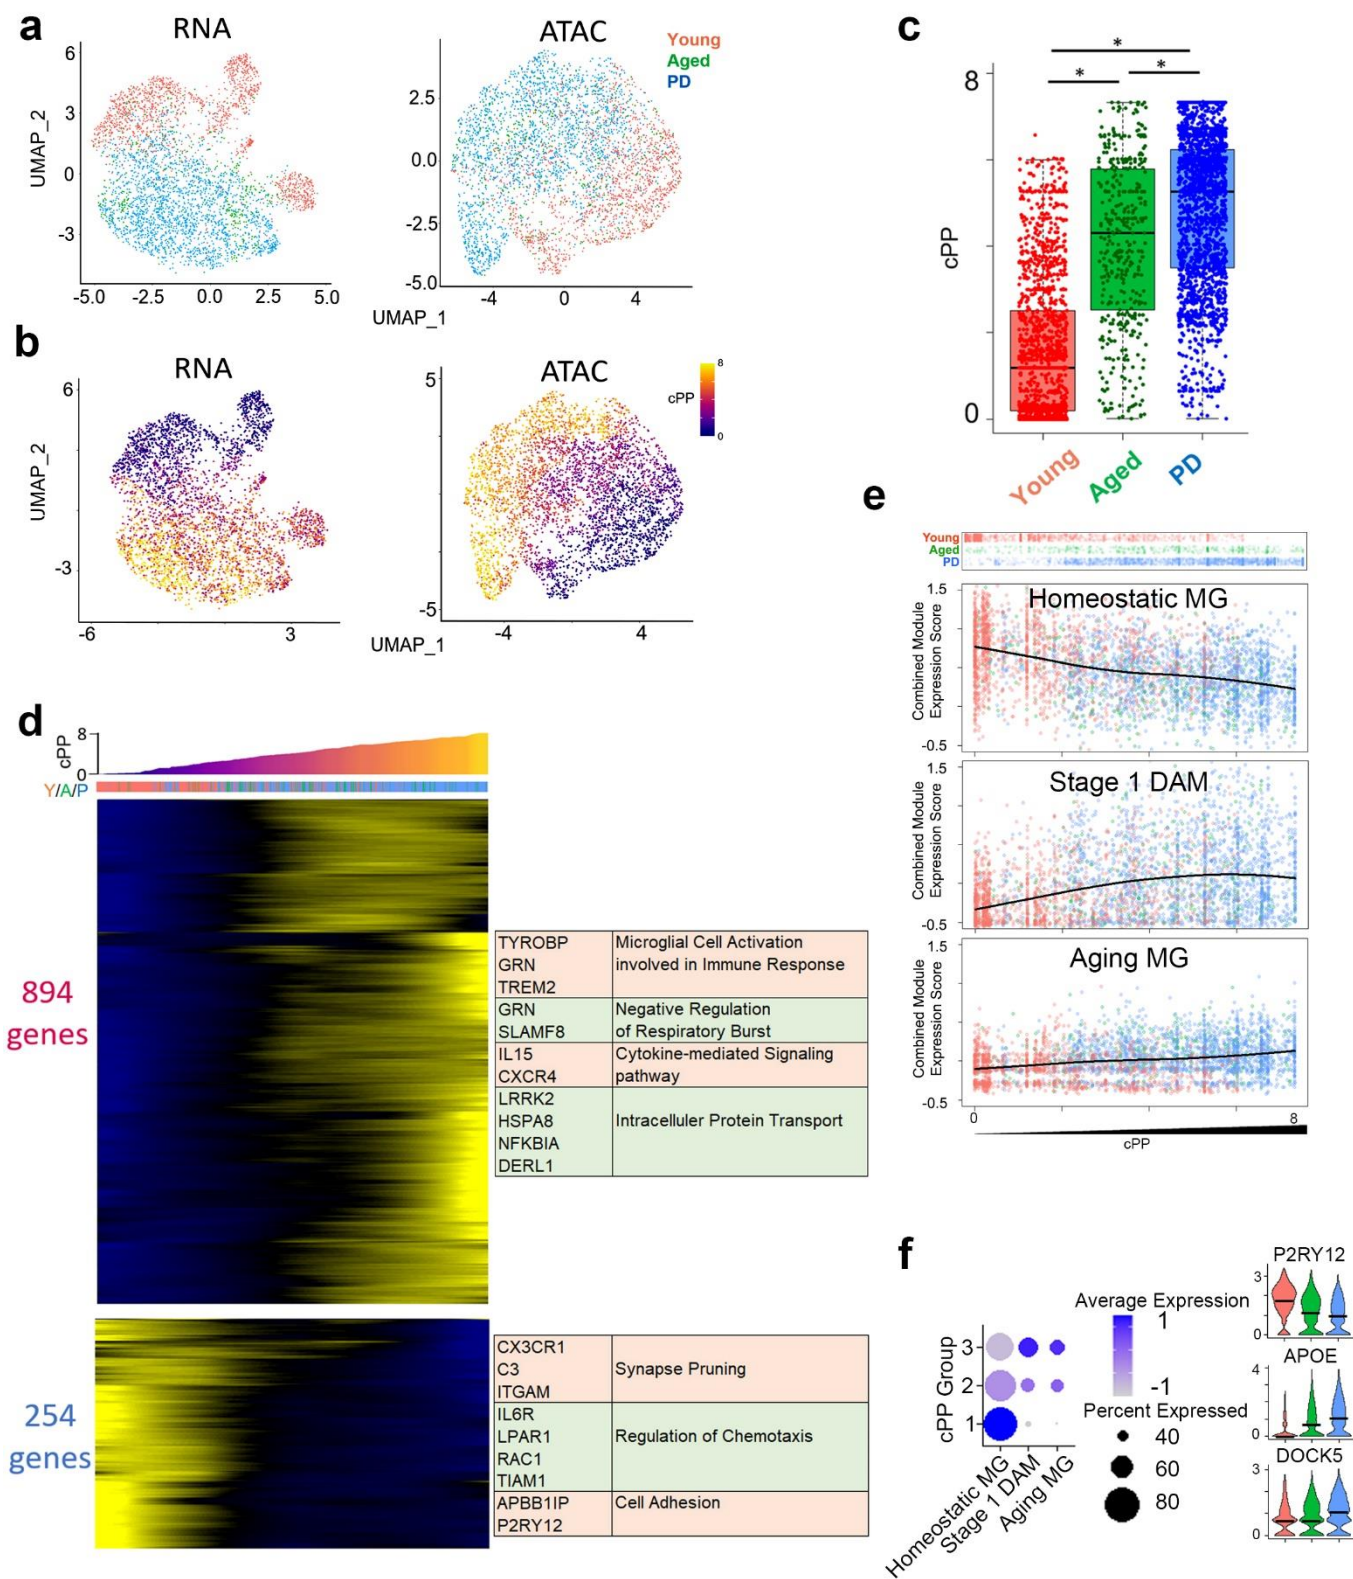 a
RNA
ATAC
Young
Aged
PD
UMAP_2
6
3
0
-3
-5.0 -2.5 0.0 2.5 5.0
2.5
0.0
-2.5
-5.0
-4 0 4
UMAP_1
b
RNA
ATAC
UMAP_2
6
-3
-6 3
5
-5
-4 4
UMAP_1
cPP
8
0
c
* * *
cPP
8
0
Young Aged PD
d
cPP
8
0
Y/A/P
894
genes
TYROBP Microglial Cell Activation
GRN involved in Immune Response
TREM2
GRN Negative Regulation
SLAMF8 of Respiratory Burst
IL15 Cytokine-mediated Signaling
CXCR4 pathway
LRRK2
HSPA8 Intracelluler Protein Transport
NFKBIA
DERL1
254
genes
CX3CR1
C3 Synapse Pruning
ITGAM
IL6R
LPAR1 Regulation of Chemotaxis
RAC1
TIAM1
APBB1IP Cell Adhesion
P2RY12
e
Young
Aged
PD
Homeostatic MG
Combined Module
Expression Score
1.5
-0.5
Stage 1 DAM
Combined Module
Expression Score
1.5
-0.5
Aging MG
Combined Module
Expression Score
1.5
-0.5
0 8
cPP
f
cPP Group
3
2
1
Homeostatic MG
Stage 1 DAM
Aging MG
Average Expression
1
-1
Percent Expressed
40
60
80
P2RY12
3
0
APOE
4
0
DOCK5
3
0